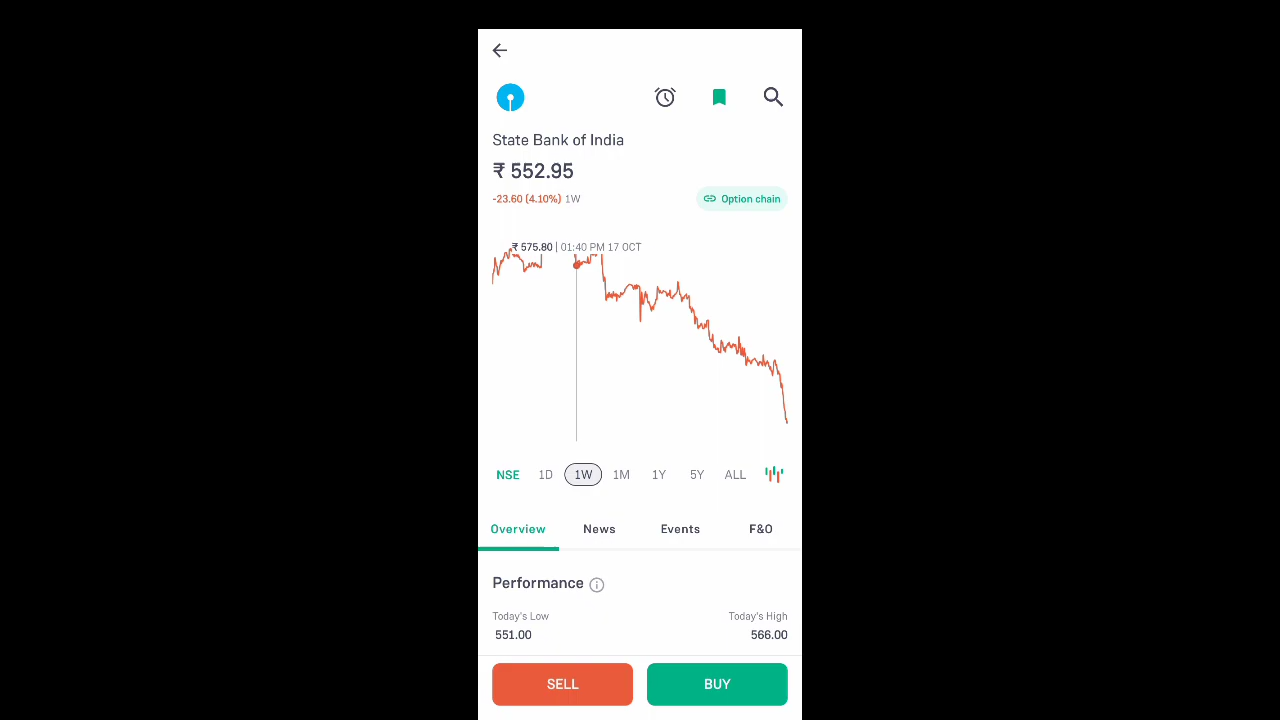 State Bank of India
₹ 552.95
-23.60 (4.10%) 1W
Option chain
₹ 575.80 | 01:40 PM 17 OCT
NSE 1D 1W 1M 1Y 5Y ALL
Overview News Events F&O
Performance
Today's Low Today's High
551.00 566.00
SELL BUY